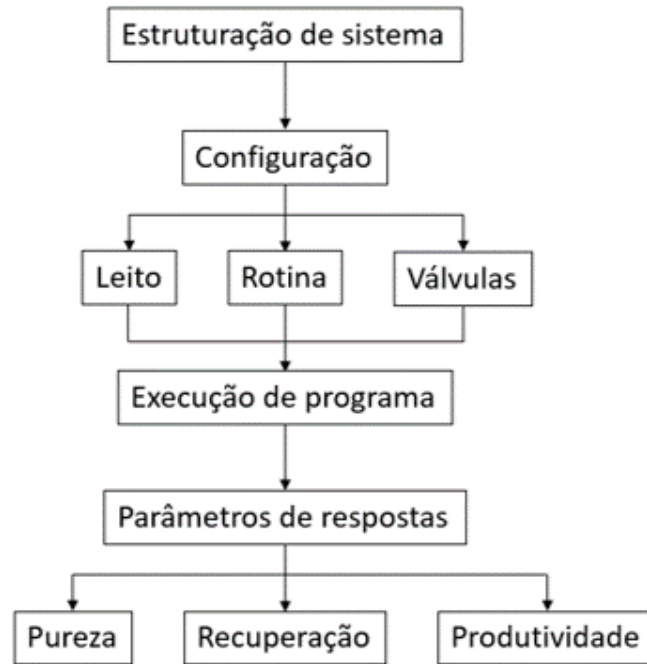 Estruturação de sistema
Configuração
Leito
Rotina
Válvulas
Execução de programa
Parâmetros de respostas
Pureza
Recuperação
Produtividade